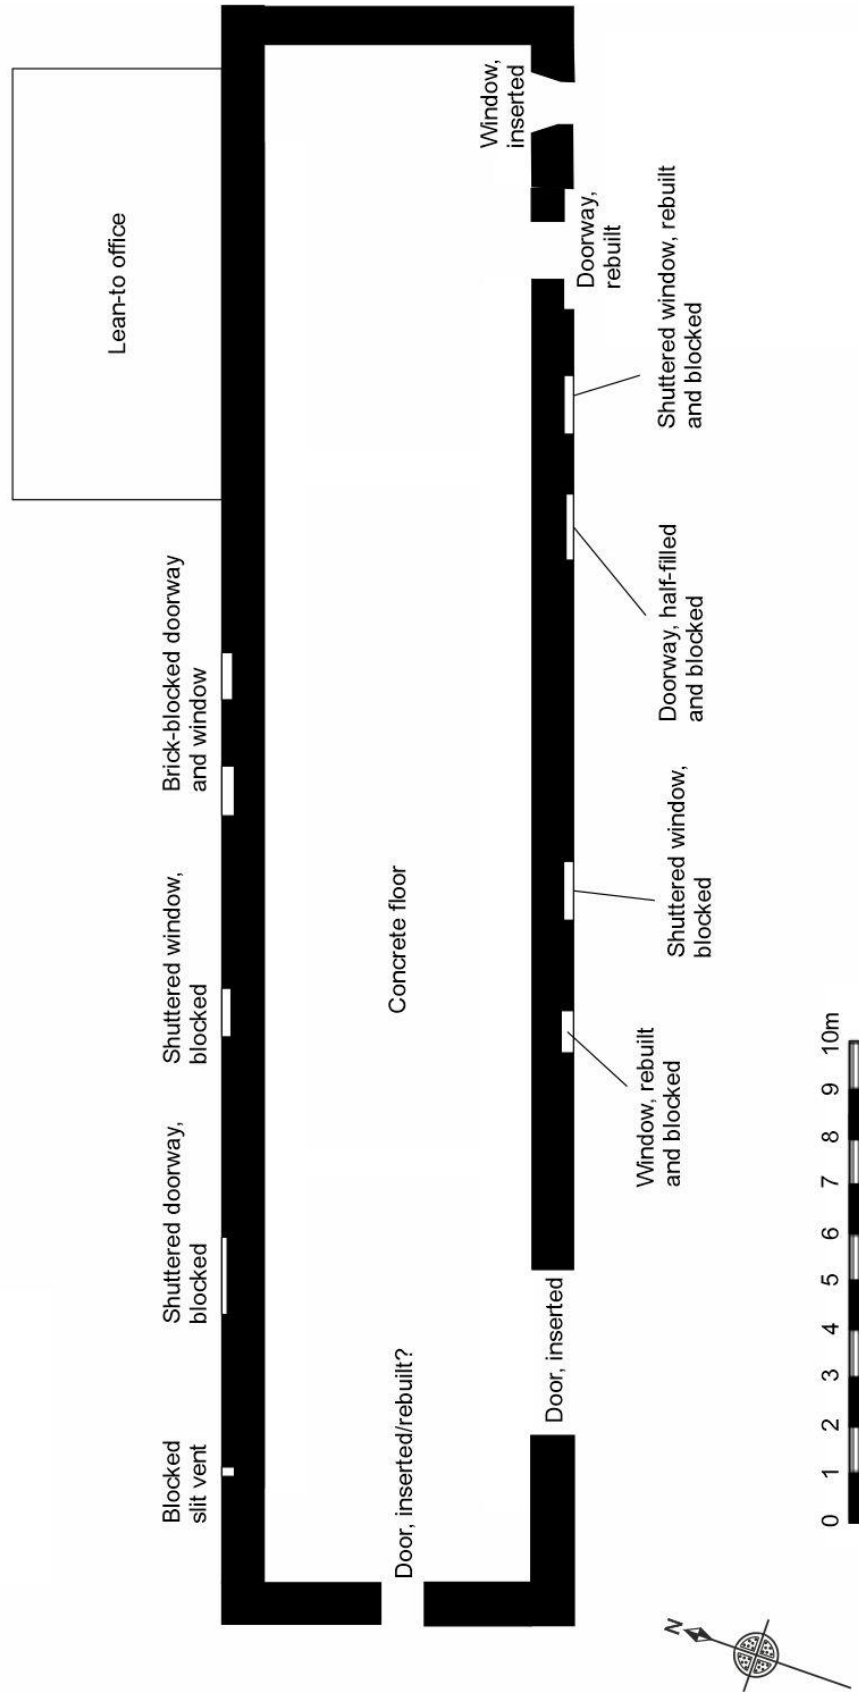 Lean-to office
Brick-blocked doorway
and window
Shuttered window,
blocked
Shuttered doorway,
blocked
Blocked
slit vent
Concrete floor
Door, inserted/rebuilt?
Window,
inserted
Doorway,
rebuilt
Door, inserted
Shuttered window, rebuilt
and blocked
Doorway, half-filled
and blocked
Shuttered window,
blocked
Window, rebuilt
and blocked
0 1 2 3 4 5 6 7 8 9 10m
N